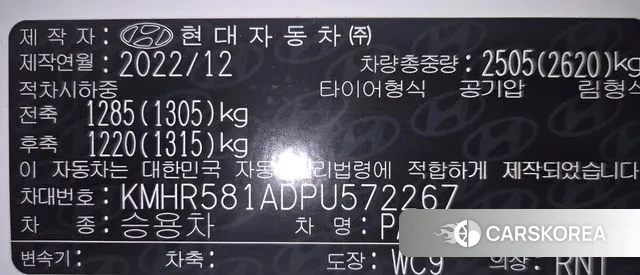 제 작 자 : HYUNDAI 현대자동차㈜
제작연월 : 2022/12 차량총중량 : 2505(2620)kg
적차시하중 타이어형식 공기압 림형식
전축 1285(1305)kg
후축 1220(1315)kg
이 자동차는 대한민국 자동 리법령에 적합하게 제작되었습니
차대번호 : KMHR581ADPU572267
차 종 : 승용차 차 명 : PA
변속기 : 차축 : 도장 : WC9 의장 : RNT
CARSKOREA